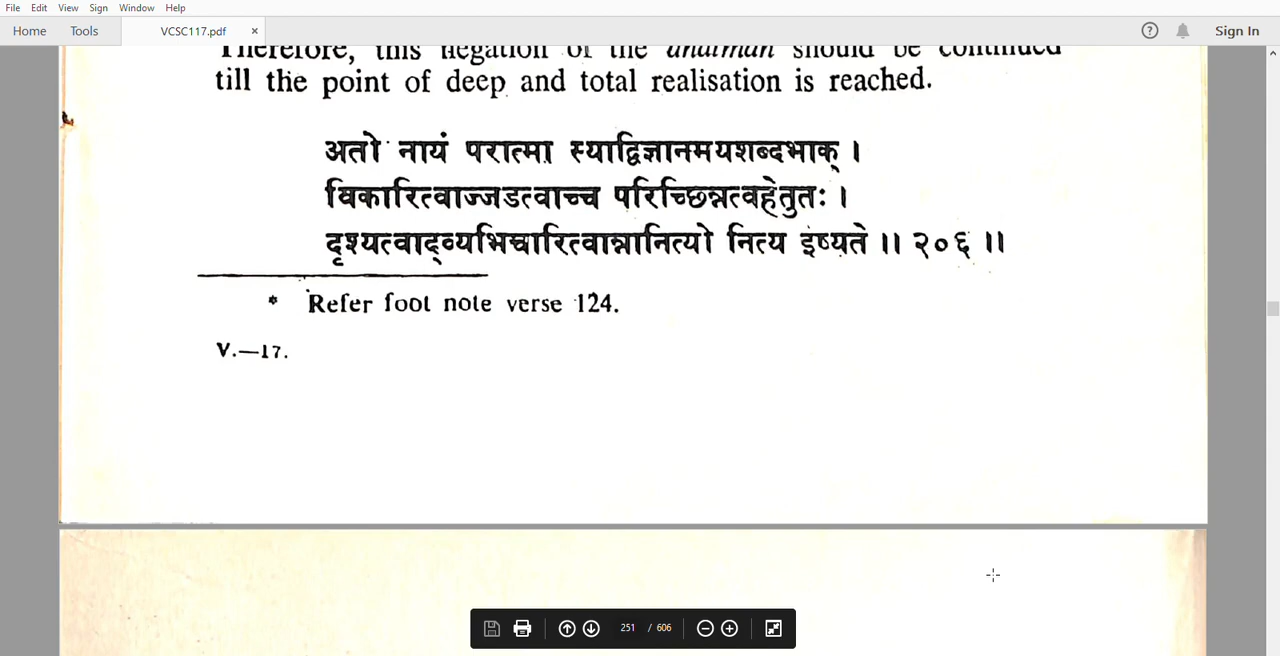 File Edit View Sign Window Help
Home Tools VCSC117.pdf × Sign In
Therefore, this negation of the anatman should be continued
till the point of deep and total realisation is reached.
अतो नायं परात्मा स्याद्विज्ञानमयशब्दभाक् ।
विकारित्वाज्जडत्वाच्च परिच्छिन्नत्वहेतुतः ।
दृश्यत्वाद्व्यभिचारित्वान्नानित्यो नित्य इष्यते ॥ २०६ ॥
* Refer foot note verse 124.
V.—17.
251 / 606